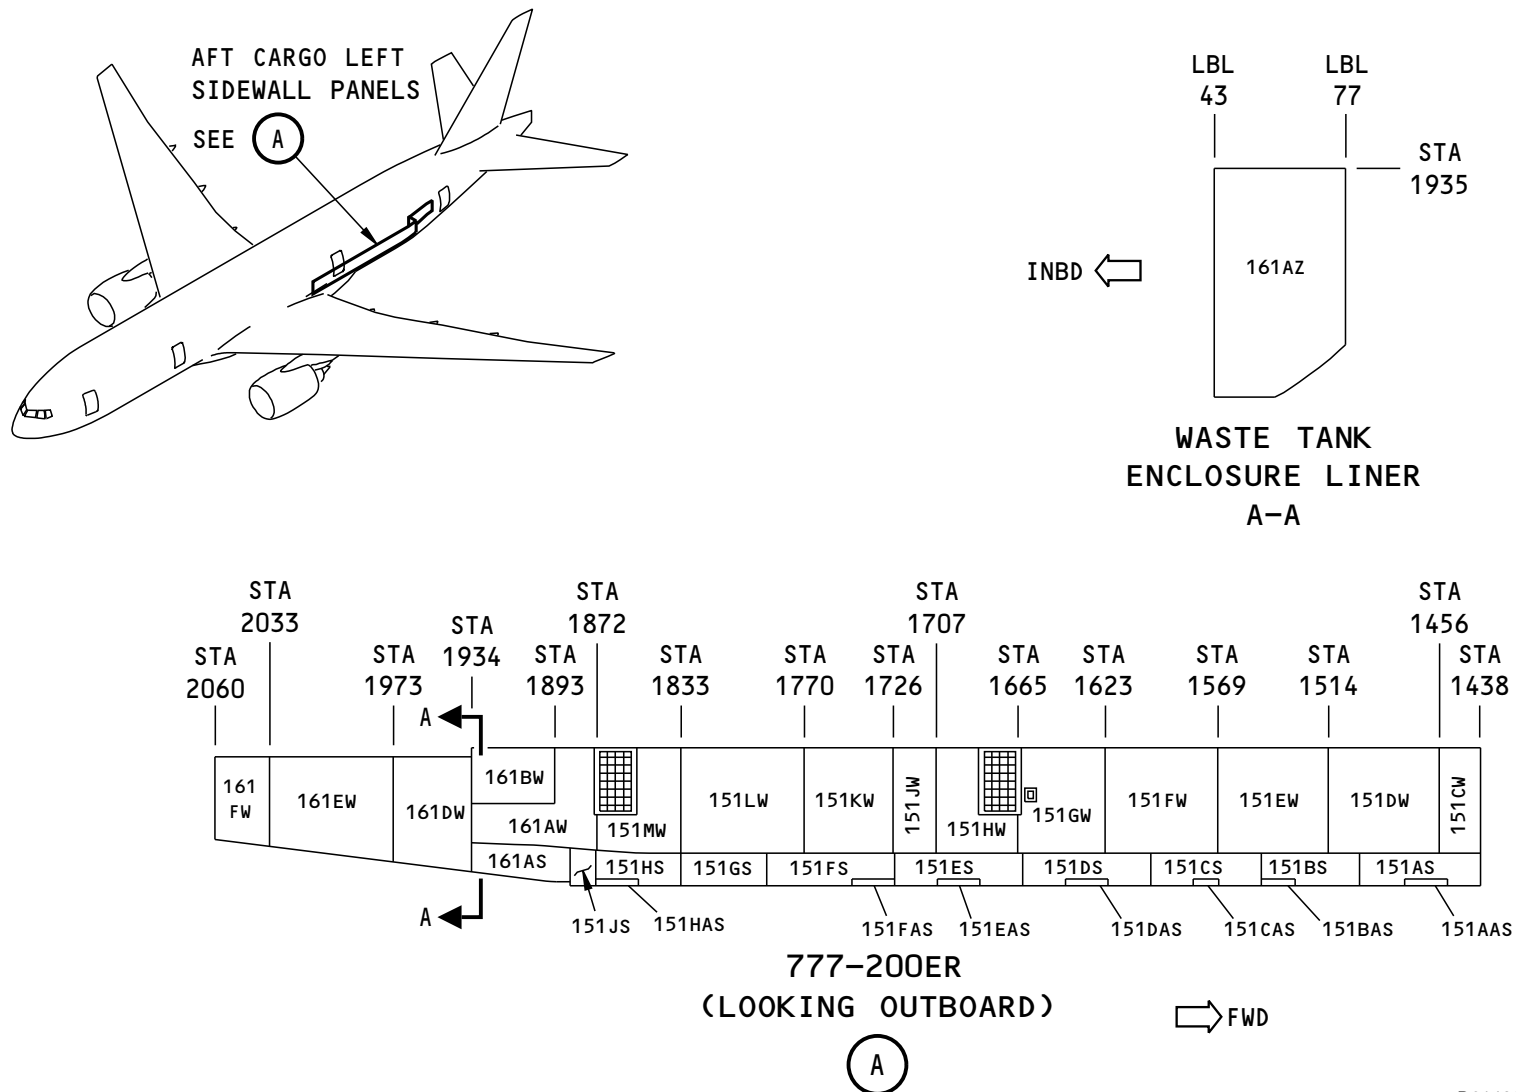 AFT CARGO LEFT
SIDEWALL PANELS
SEE A
LBL
43
LBL
77
STA
1935
INBD
161AZ
WASTE TANK
ENCLOSURE LINER
A-A
STA
2060
STA
2033
STA
1973
STA
1934
STA
1893
STA
1872
STA
1833
STA
1770
STA
1726
STA
1707
STA
1665
STA
1623
STA
1569
STA
1514
STA
1456
STA
1438
A
161
FW
161EW
161DW
161BW
161AW
151MW
151LW
151KW
151JW
151HW
151GW
151FW
151EW
151DW
151CW
161AS
151HS
151GS
151FS
151ES
151DS
151CS
151BS
151AS
A
151JS
151HAS
151FAS
151EAS
151DAS
151CAS
151BAS
151AAS
777-200ER
(LOOKING OUTBOARD)
FWD
A